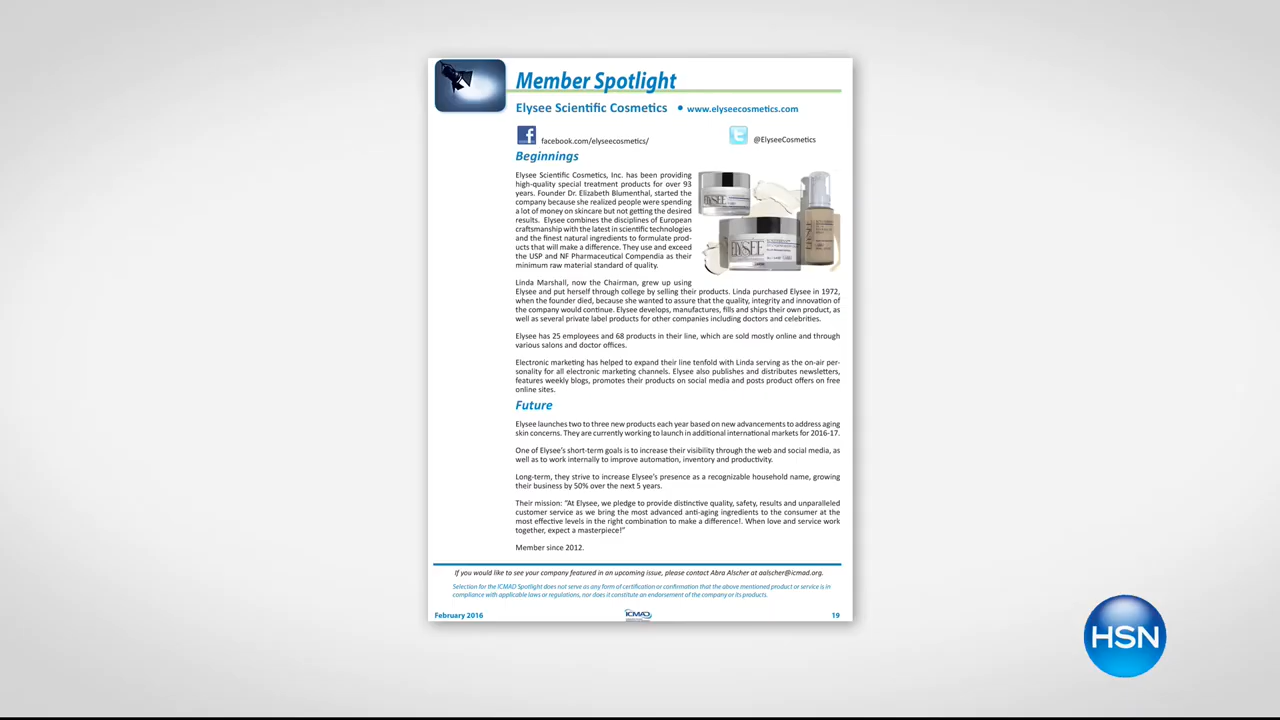 Member Spotlight
Elysee Scientific Cosmetics • www.elyseecosmetics.com
facebook.com/elyseecosmetics/
@ElyseeCosmetics
Beginnings
Elysee Scientific Cosmetics, Inc. has been providing
high-quality special treatment products for over 93
years. Founder Dr. Elizabeth Blumenthal, started the
company because she realized people were spending
a lot of money on skincare but not getting the desired
results. Elysee combines the disciplines of European
craftsmanship with the latest in scientific technologies
and the finest natural ingredients to formulate prod-
ucts that will make a difference. They use and exceed
the USP and NF Pharmaceutical Compendia as their
minimum raw material standard of quality.
ELYSEE
ELYSEE
ELYSEE
Linda Marshall, now the Chairman, grew up using
Elysee and put herself through college by selling their products. Linda purchased Elysee in 1972,
when the founder died, because she wanted to assure that the quality, integrity and innovation of
the company would continue. Elysee develops, manufactures, fills and ships their own product, as
well as several private label products for other companies including doctors and celebrities.
Elysee has 25 employees and 68 products in their line, which are sold mostly online and through
various salons and doctor offices.
Electronic marketing has helped to expand their line tenfold with Linda serving as the on-air per-
sonality for all electronic marketing channels. Elysee also publishes and distributes newsletters,
features weekly blogs, promotes their products on social media and posts product offers on free
online sites.
Future
Elysee launches two to three new products each year based on new advancements to address aging
skin concerns. They are currently working to launch in additional international markets for 2016-17.
One of Elysee's short-term goals is to increase their visibility through the web and social media, as
well as to work internally to improve automation, inventory and productivity.
Long-term, they strive to increase Elysee's presence as a recognizable household name, growing
their business by 50% over the next 5 years.
Their mission: "At Elysee, we pledge to provide distinctive quality, safety, results and unparalleled
customer service as we bring the most advanced anti-aging ingredients to the consumer at the
most effective levels in the right combination to make a difference!. When love and service work
together, expect a masterpiece!"
Member since 2012.
If you would like to see your company featured in an upcoming issue, please contact Abra Alscher at aalscher@icmad.org.
Selection for the ICMAD Spotlight does not serve as any form of certification or confirmation that the above mentioned product or service is in
compliance with applicable laws or regulations, nor does it constitute an endorsement of the company or its products.
February 2016
ICMAD
19
HSN